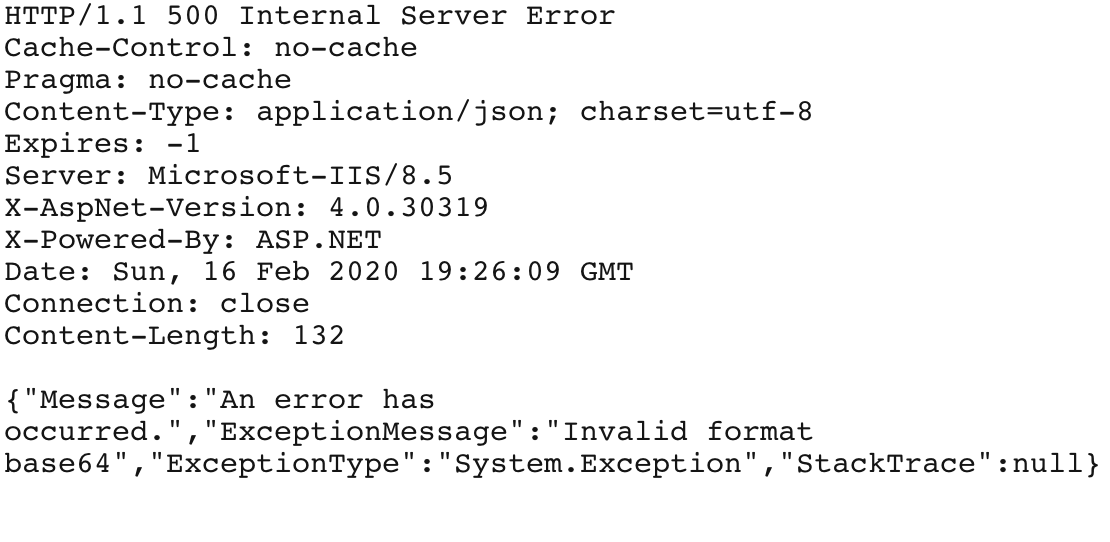 HTTP/1.1 500 Internal Server Error
Cache-Control: no-cache
Pragma: no-cache
Content-Type: application/json; charset=utf-8
Expires: -1
Server: Microsoft-IIS/8.5
X-AspNet-Version: 4.0.30319
X-Powered-By: ASP.NET
Date: Sun, 16 Feb 2020 19:26:09 GMT
Connection: close
Content-Length: 132

{"Message":"An error has
occurred.","ExceptionMessage":"Invalid format
base64","ExceptionType":"System.Exception","StackTrace":null}